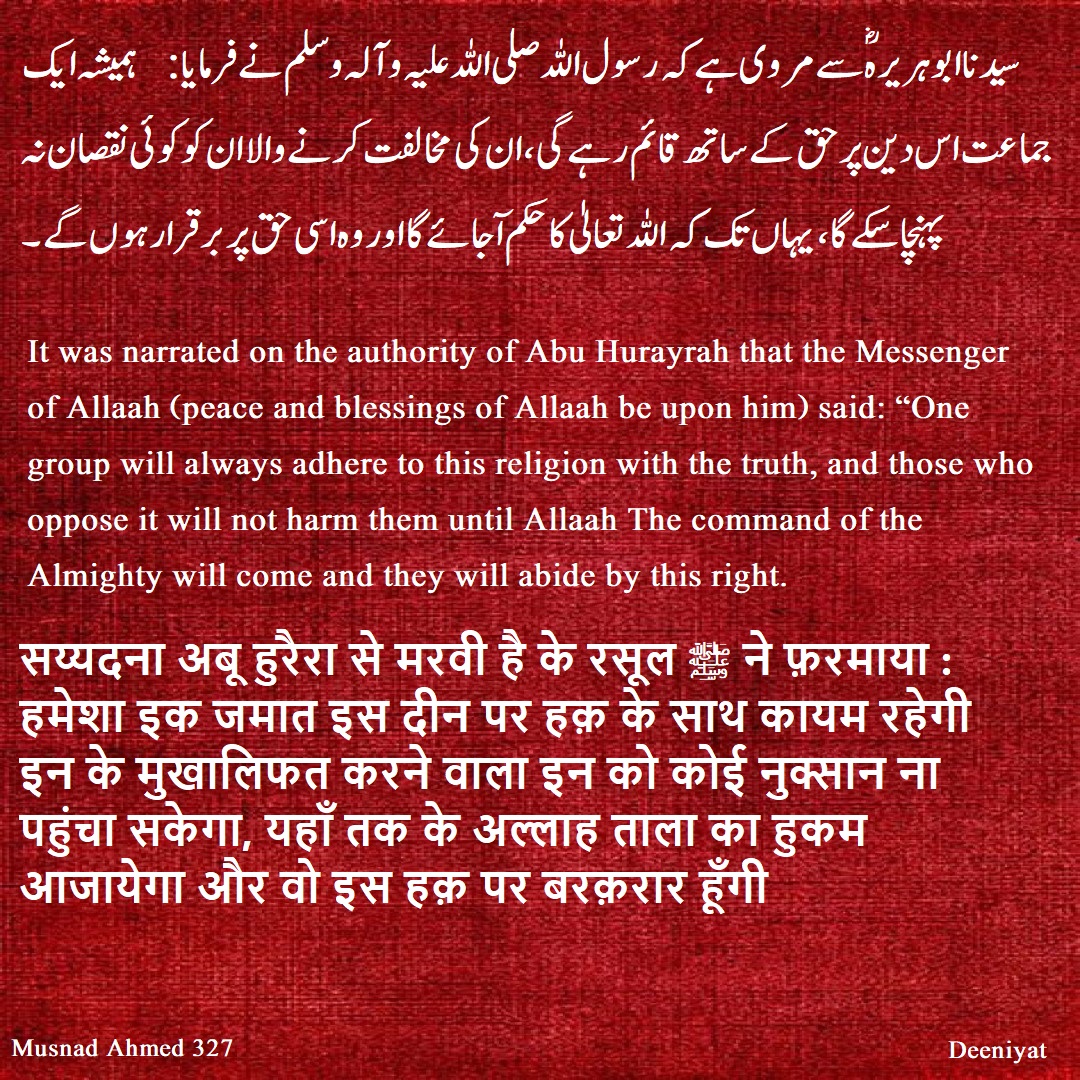 سیدنا ابوہریرہؓ سے مروی ہے کہ رسول اللہ صلی اللہ علیہ وآلہ وسلم نے فرمایا: ہمیشہ ایک
جماعت اس دین پر حق کے ساتھ قائم رہے گی، ان کی مخالفت کرنے والا ان کو کوئی نقصان نہ
پہنچا سکے گا، یہاں تک کہ اللہ تعالٰی کا حکم آجائے گا اور وہ اسی حق پر برقرار ہوں گے۔
It was narrated on the authority of Abu Hurayrah that the Messenger
of Allaah (peace and blessings of Allaah be upon him) said: “One
group will always adhere to this religion with the truth, and those who
oppose it will not harm them until Allaah The command of the
Almighty will come and they will abide by this right.
सय्यदना अबू हुरैरा से मरवी है के रसूल ﷺ ने फ़रमाया :
हमेशा इक जमात इस दीन पर हक़ के साथ कायम रहेगी
इन के मुखालिफत करने वाला इन को कोई नुक्सान ना
पहुंचा सकेगा, यहाँ तक के अल्लाह ताला का हुकम
आजायेगा और वो इस हक़ पर बरक़रार हूँगी
Musnad Ahmed 327
Deeniyat